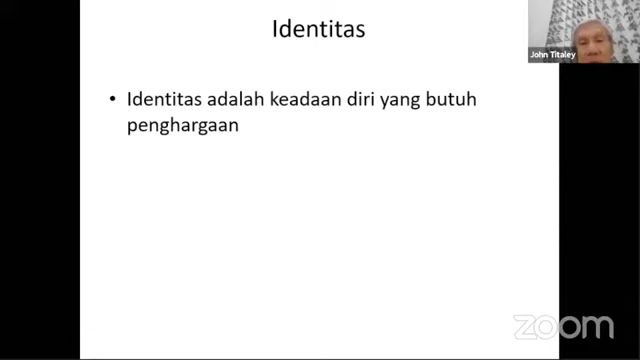 Identitas
John Titaley
• Identitas adalah keadaan diri yang butuh
penghargaan
zoom